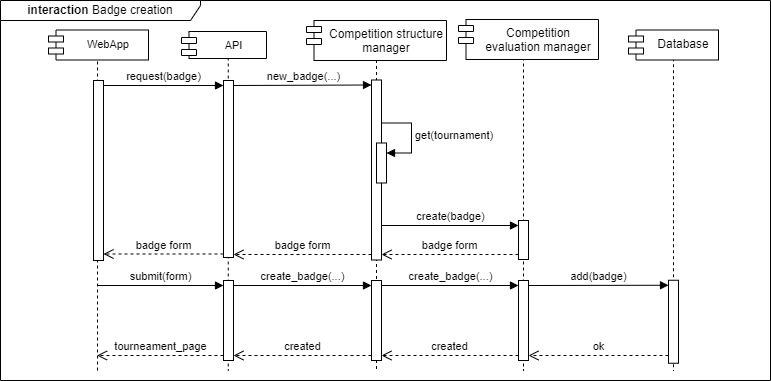 interaction Badge creation
WebApp
API
Competition structure
manager
Competition
evaluation manager
Database
request(badge)
new_badge(...)
get(tournament)
create(badge)
badge form
badge form
badge form
submit(form)
create_badge(...)
create_badge(...)
add(badge)
tourneament_page
created
created
ok